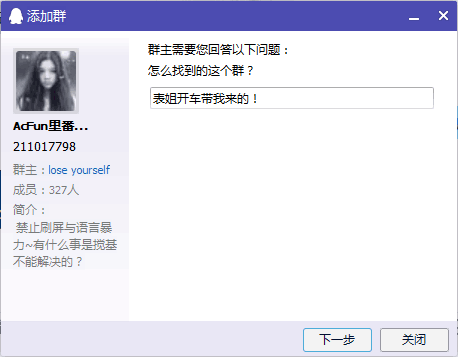 添加群
群主需要您回答以下问题：
怎么找到的这个群？
表姐开车带我来的！
AcFun里番...
211017798
群主：lose yourself
成员：327人
简介：
禁止刷屏与语言暴
力~有什么事是搅基
不能解决的？
下一步
关闭